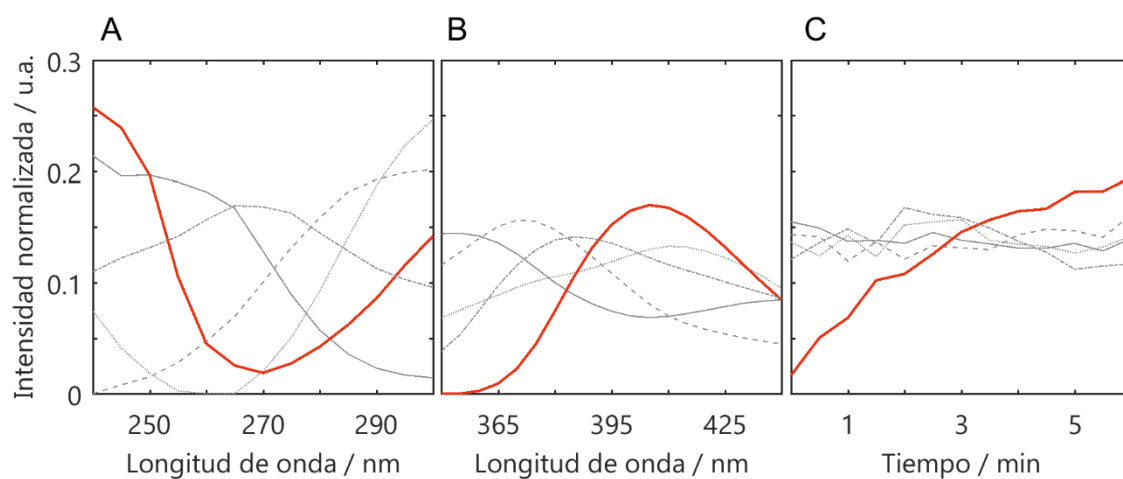 A B C
Intensidad normalizada / u.a.
0.3
0.2
0.1
0
250 270 290 365 395 425 1 3 5
Longitud de onda / nm Longitud de onda / nm Tiempo / min